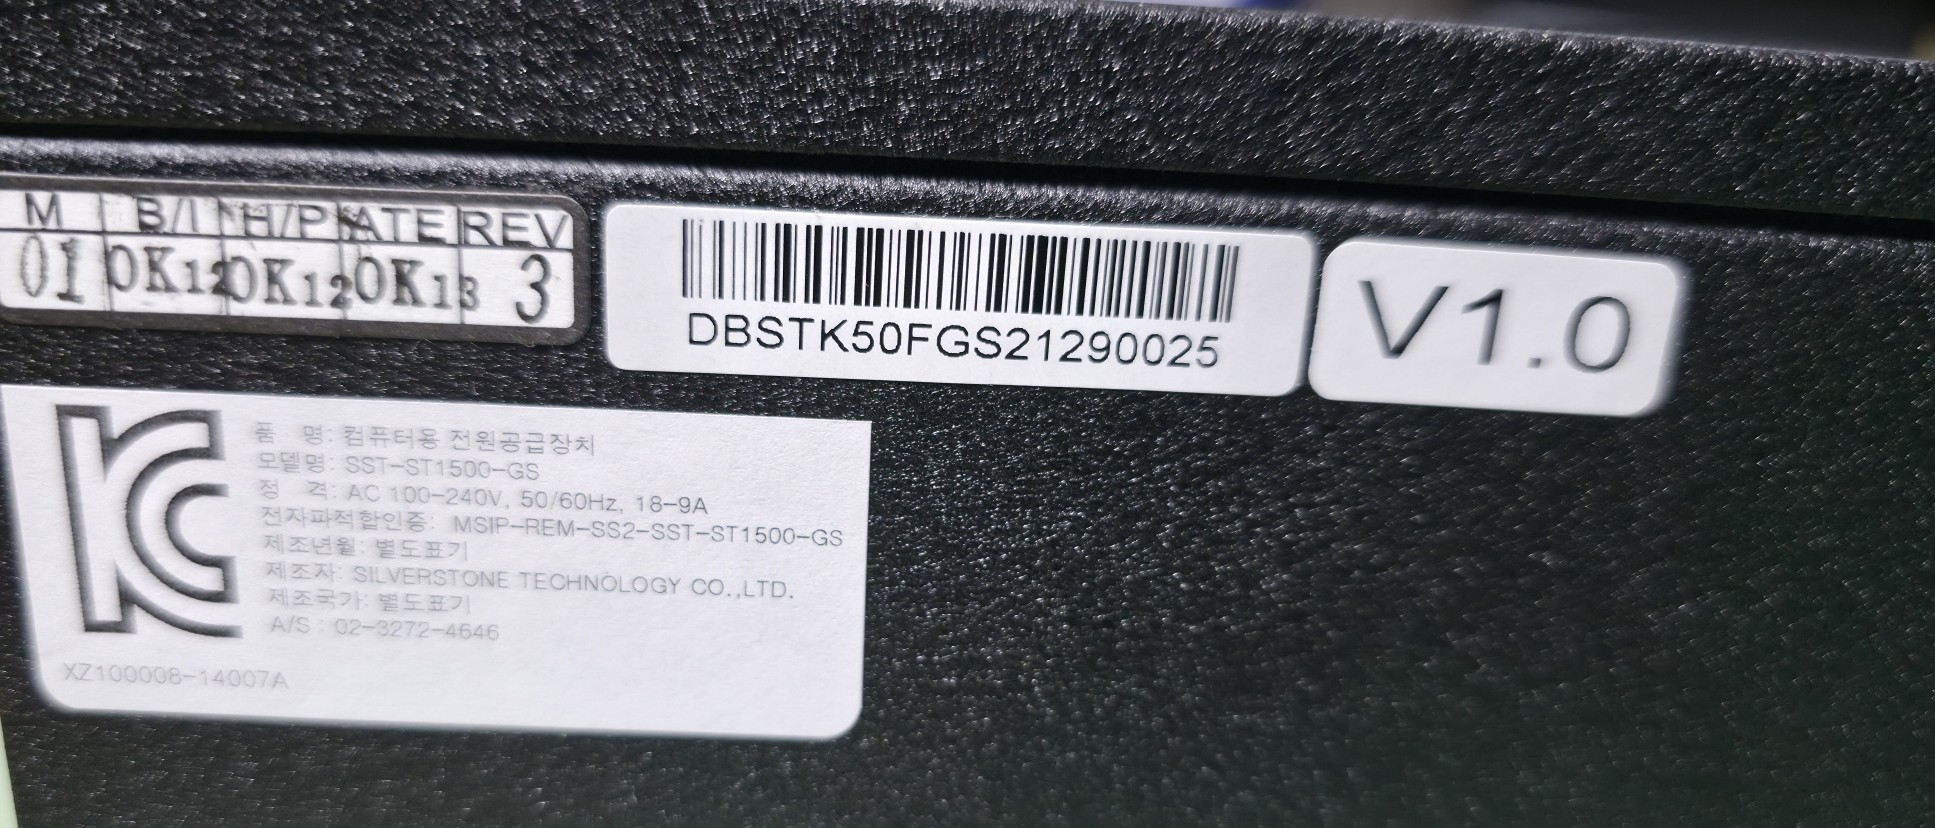 M B/I H/P ATE REV
01 OK12 OK12 OK13 3
DBSTK50FGS21290025
V1.0
KC
품 명: 컴퓨터용 전원공급장치
모델명: SST-ST1500-GS
정 격: AC 100-240V, 50/60Hz, 18-9A
전자파적합인증: MSIP-REM-SS2-SST-ST1500-GS
제조년월: 별도표기
제조자: SILVERSTONE TECHNOLOGY CO.,LTD.
제조국가: 별도표기
A/S : 02-3272-4646
XZ100008-14007A